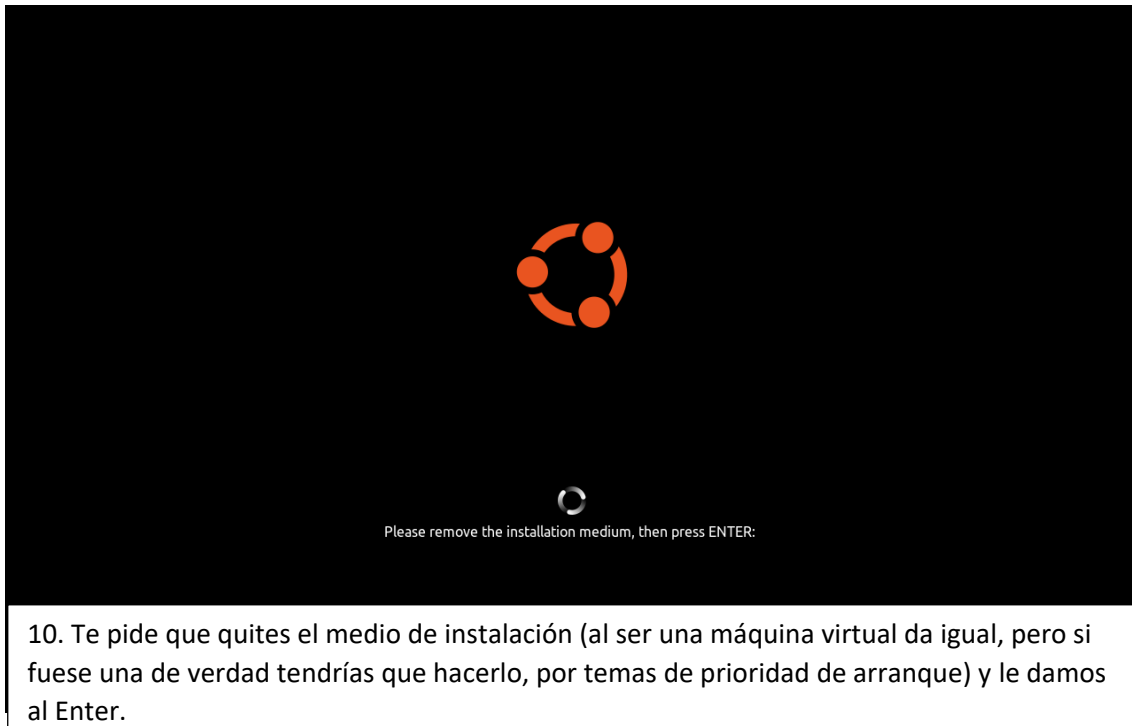 Please remove the installation medium, then press ENTER:
10. Te pide que quites el medio de instalación (al ser una máquina virtual da igual, pero si
fuese una de verdad tendrías que hacerlo, por temas de prioridad de arranque) y le damos
al Enter.